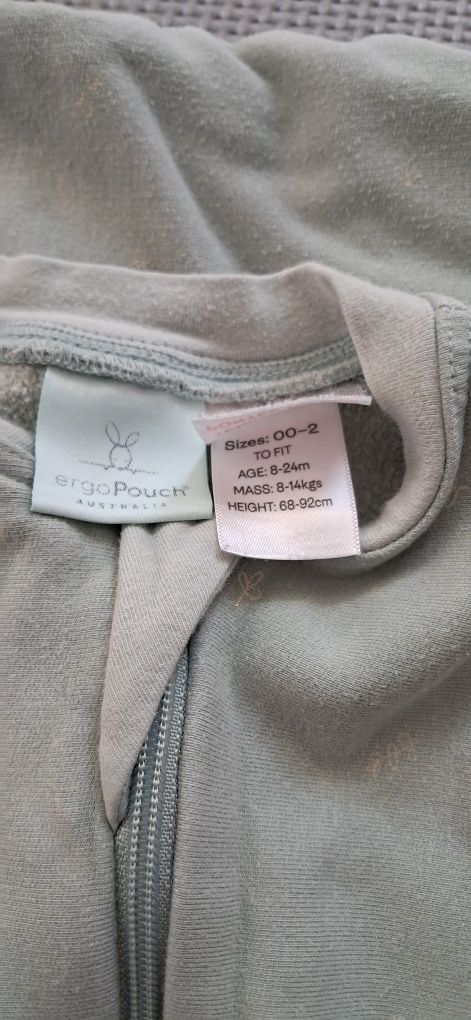 ergoPouch
AUSTRALIA
Sizes: 00-2
TO FIT
AGE: 8-24m
MASS: 8-14kgs
HEIGHT: 68-92cm